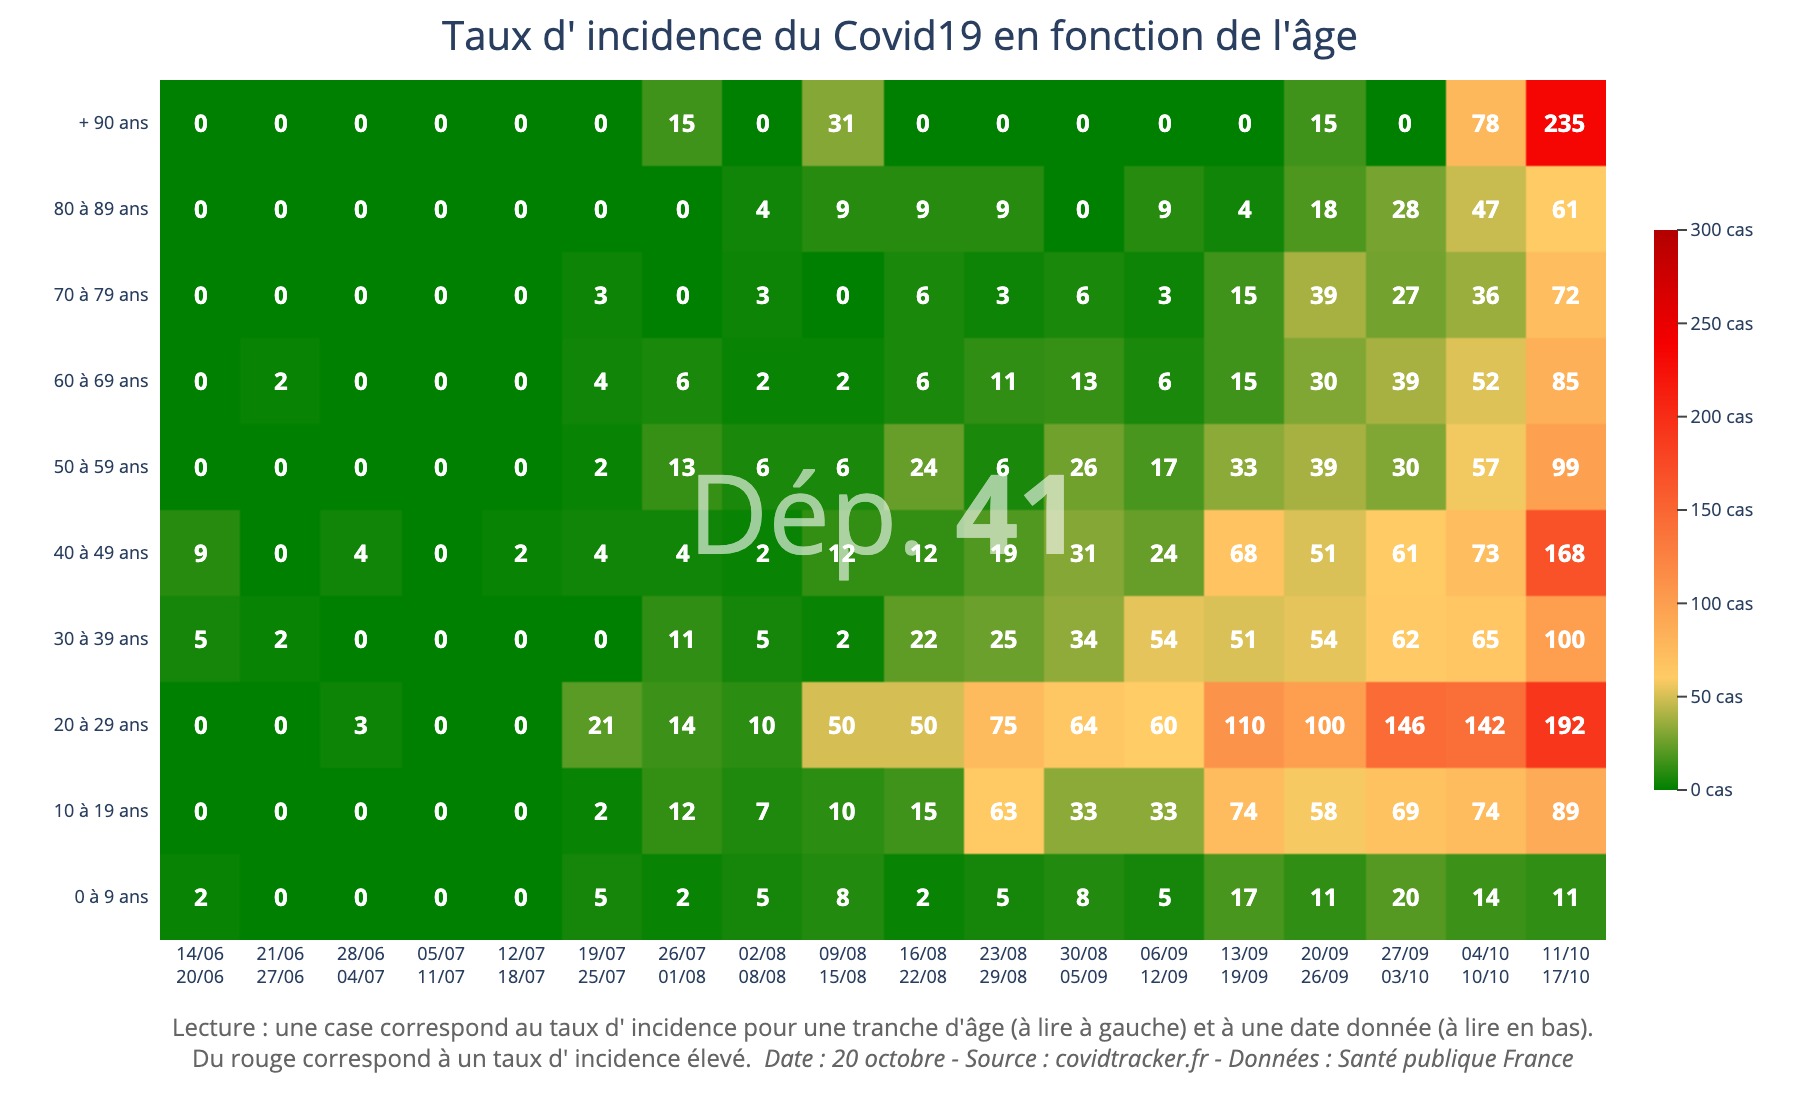 Taux d' incidence du Covid19 en fonction de l'âge
+ 90 ans 0 0 0 0 0 0 15 0 31 0 0 0 0 0 15 0 78 235
80 à 89 ans 0 0 0 0 0 0 0 4 9 9 9 0 9 4 18 28 47 61
70 à 79 ans 0 0 0 0 0 3 0 3 0 6 3 6 3 15 39 27 36 72
60 à 69 ans 0 2 0 0 0 4 6 2 2 6 11 13 6 15 30 39 52 85
50 à 59 ans 0 0 0 0 0 2 13 6 6 24 6 26 17 33 39 30 57 99
Dép. 41
40 à 49 ans 9 0 4 0 2 4 4 2 12 12 19 31 24 68 51 61 73 168
30 à 39 ans 5 2 0 0 0 0 11 5 2 22 25 34 54 51 54 62 65 100
20 à 29 ans 0 0 3 0 0 21 14 10 50 50 75 64 60 110 100 146 142 192
10 à 19 ans 0 0 0 0 0 2 12 7 10 15 63 33 33 74 58 69 74 89
0 à 9 ans 2 0 0 0 0 5 2 5 8 2 5 8 5 17 11 20 14 11
14/06 21/06 28/06 05/07 12/07 19/07 26/07 02/08 09/08 16/08 23/08 30/08 06/09 13/09 20/09 27/09 04/10 11/10
20/06 27/06 04/07 11/07 18/07 25/07 01/08 08/08 15/08 22/08 29/08 05/09 12/09 19/09 26/09 03/10 10/10 17/10
300 cas
250 cas
200 cas
150 cas
100 cas
50 cas
0 cas
Lecture : une case correspond au taux d' incidence pour une tranche d'âge (à lire à gauche) et à une date donnée (à lire en bas).
Du rouge correspond à un taux d' incidence élevé. Date : 20 octobre - Source : covidtracker.fr - Données : Santé publique France